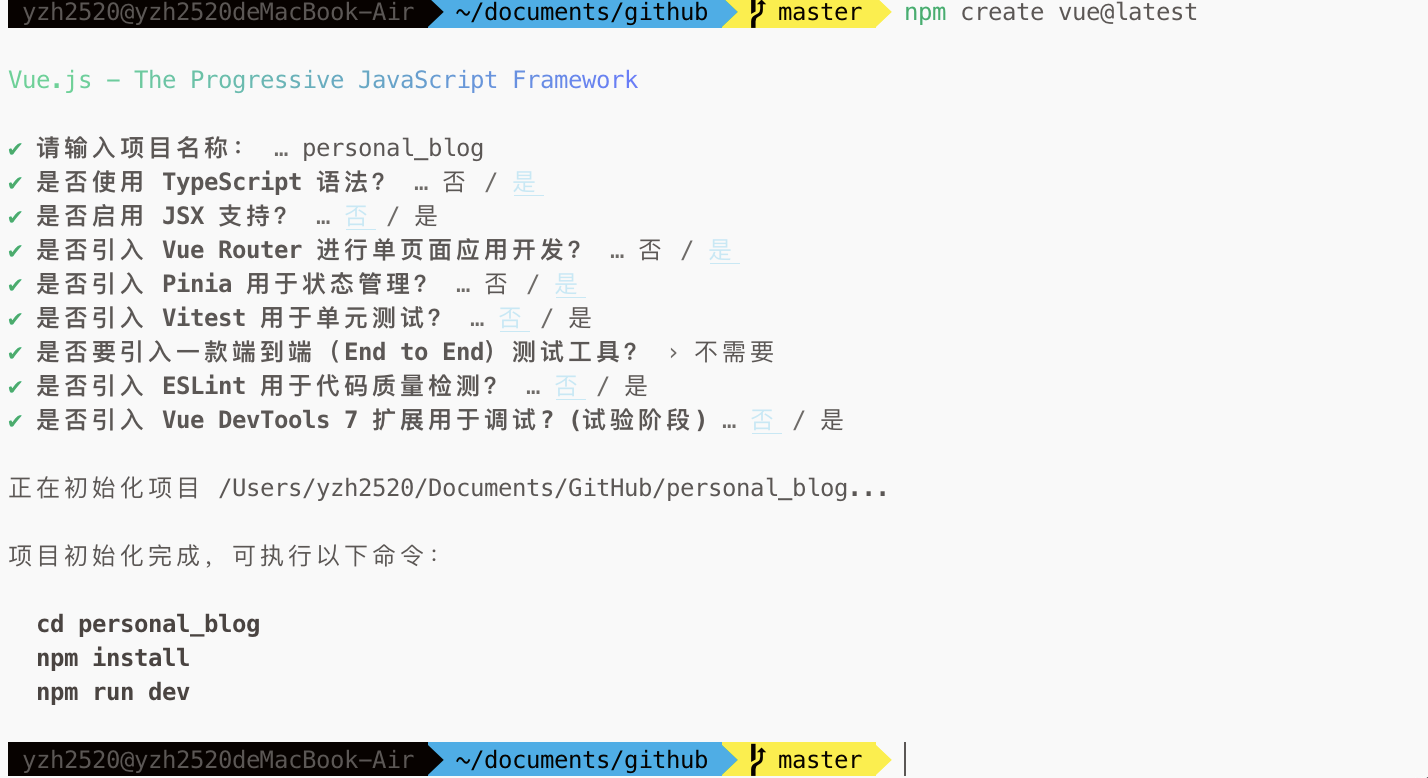 yzh2520@yzh2520deMacBook-Air ~/documents/github master npm create vue@latest
Vue.js - The Progressive JavaScript Framework
✔ 请输入项目名称： … personal_blog
✔ 是否使用 TypeScript 语法？ … 否 / 是
✔ 是否启用 JSX 支持？ … 否 / 是
✔ 是否引入 Vue Router 进行单页面应用开发？ … 否 / 是
✔ 是否引入 Pinia 用于状态管理？ … 否 / 是
✔ 是否引入 Vitest 用于单元测试？ … 否 / 是
✔ 是否要引入一款端到端（End to End）测试工具？ › 不需要
✔ 是否引入 ESLint 用于代码质量检测？ … 否 / 是
✔ 是否引入 Vue DevTools 7 扩展用于调试？(试验阶段) … 否 / 是
正在初始化项目 /Users/yzh2520/Documents/GitHub/personal_blog...
项目初始化完成，可执行以下命令：
cd personal_blog
npm install
npm run dev
yzh2520@yzh2520deMacBook-Air ~/documents/github master